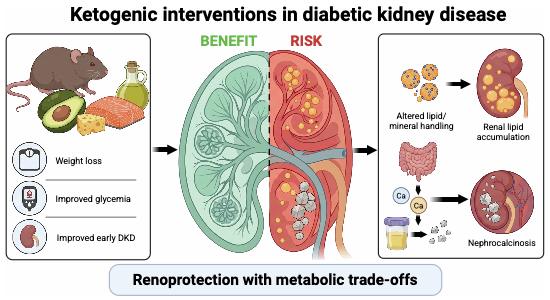 Ketogenic interventions in diabetic kidney disease
BENEFIT
RISK
Weight loss
Improved glycemia
Improved early DKD
Altered lipid/
mineral handling
Renal lipid
accumulation
Ca
Ca
Nephrocalcinosis
Renoprotection with metabolic trade-offs